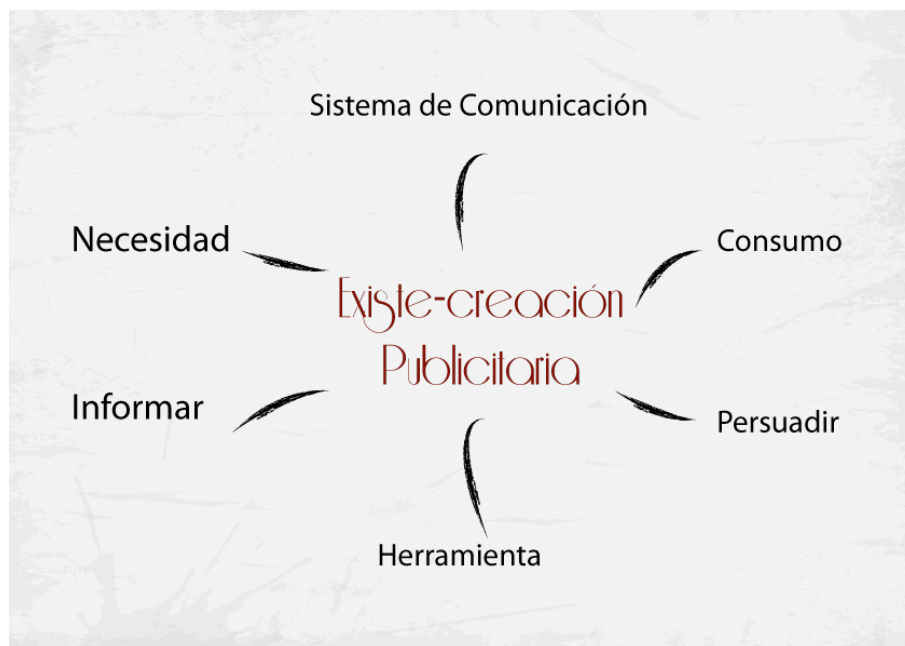 Sistema de Comunicación
Necesidad
Consumo
Existe-creación
Publicitaria
Informar
Persuadir
Herramienta